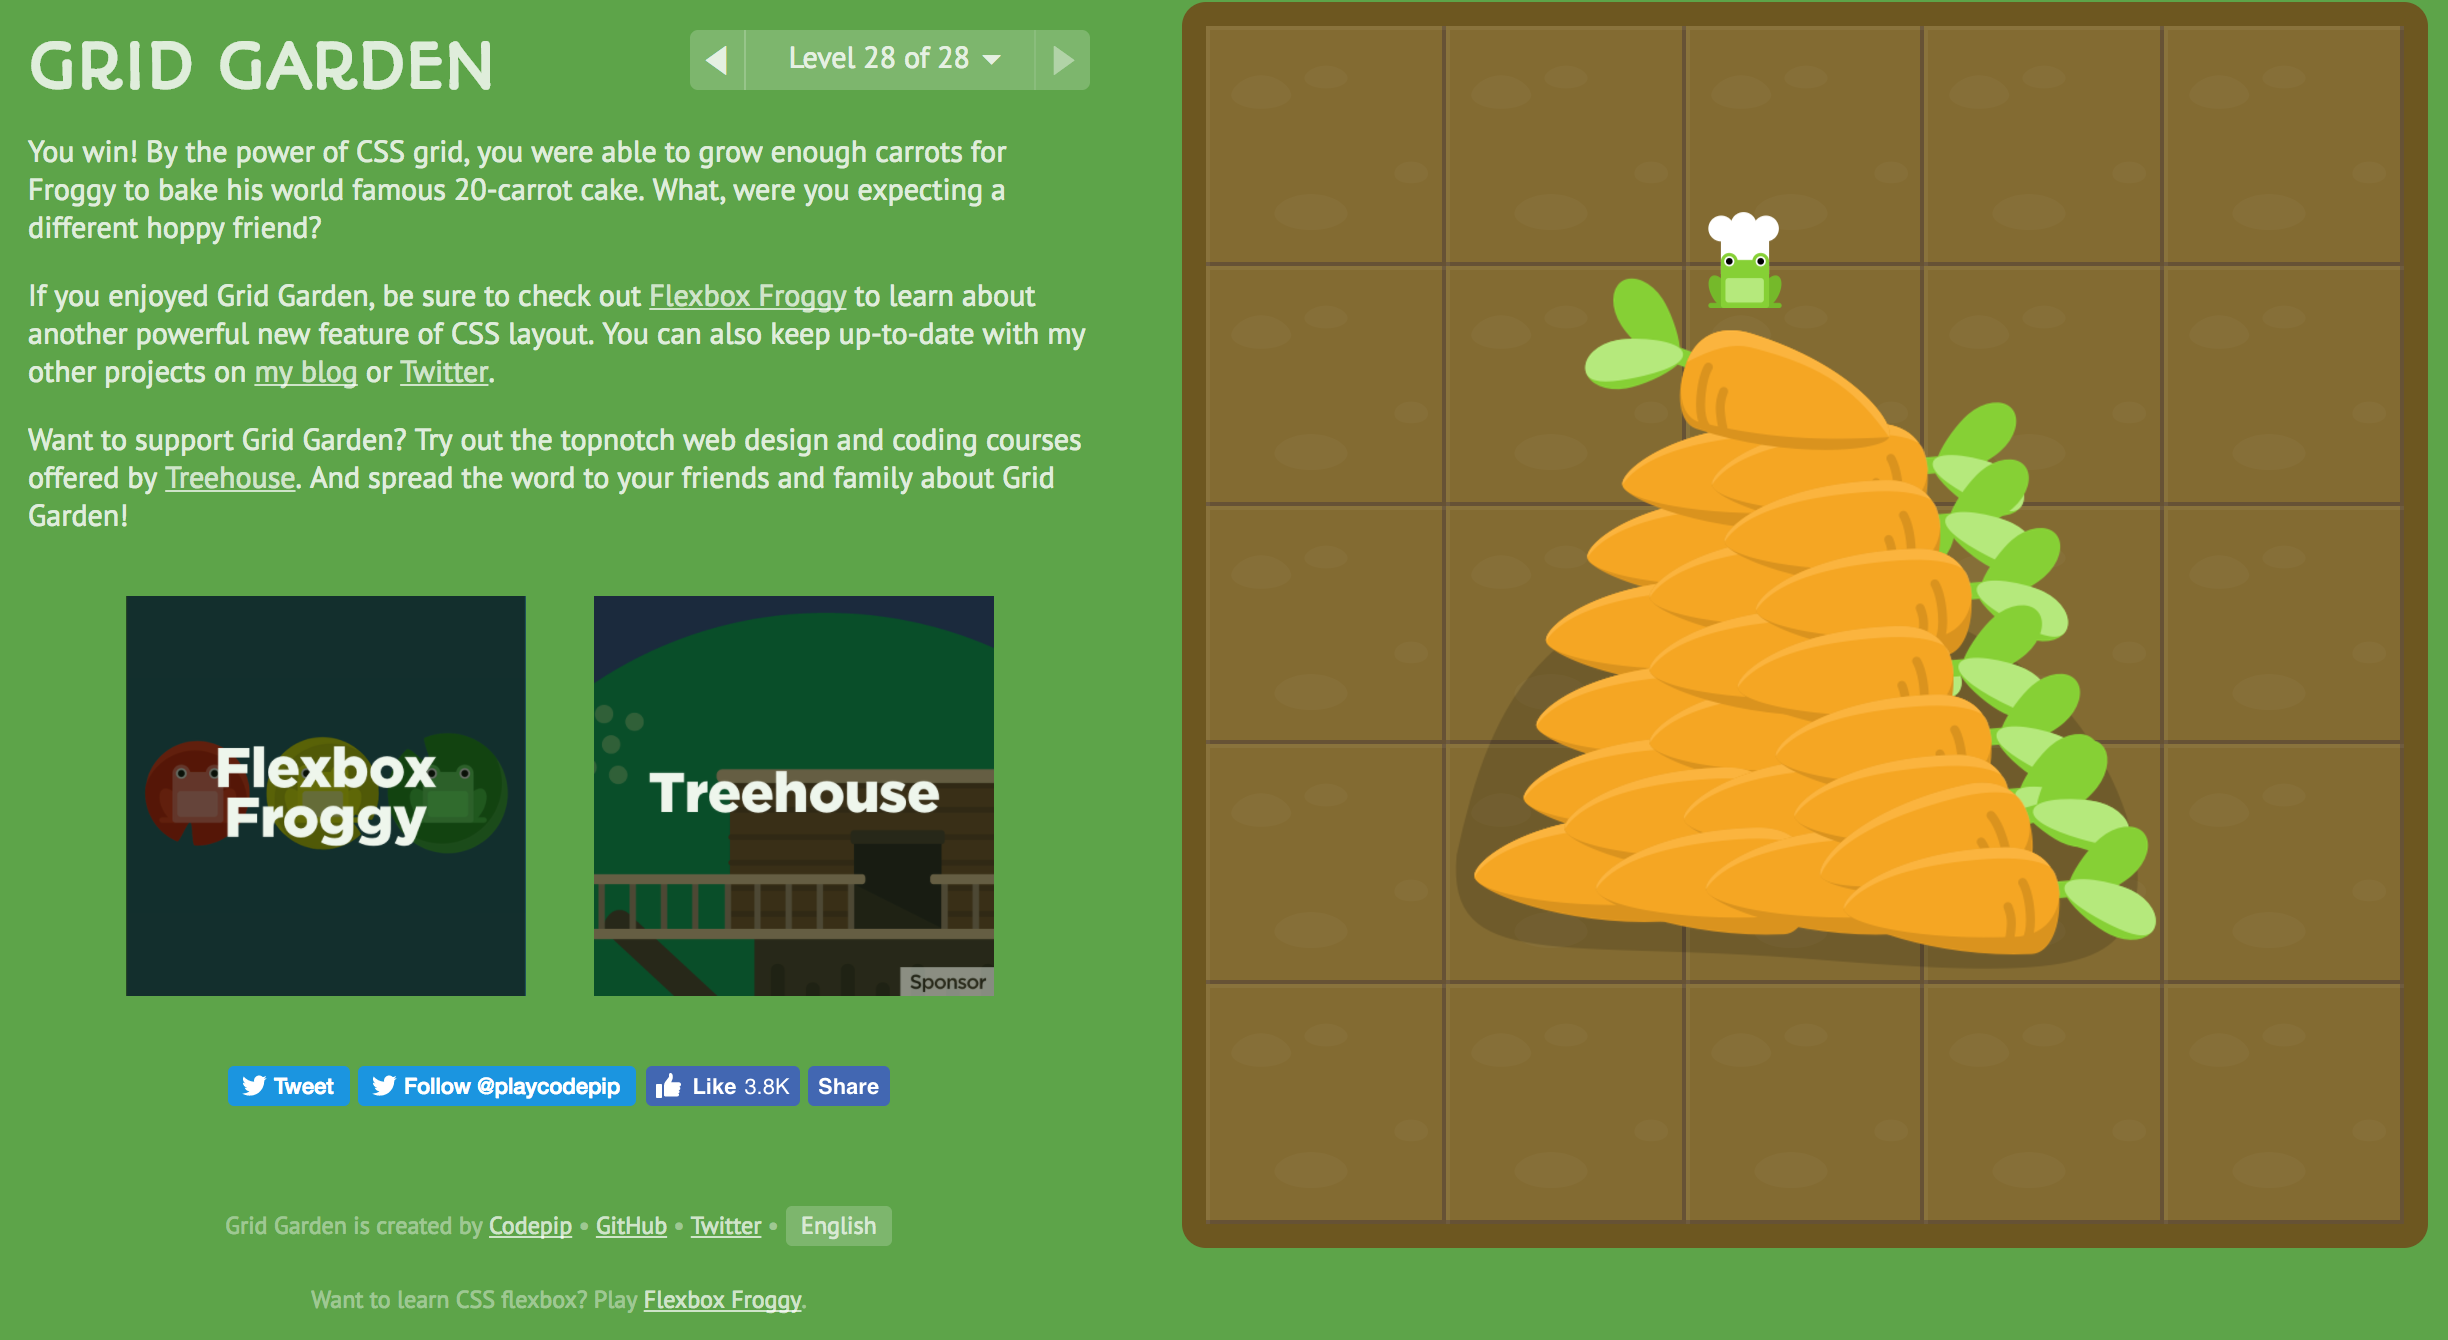 GRID GARDEN
Level 28 of 28
You win! By the power of CSS grid, you were able to grow enough carrots for
Froggy to bake his world famous 20-carrot cake. What, were you expecting a
different hoppy friend?
If you enjoyed Grid Garden, be sure to check out Flexbox Froggy to learn about
another powerful new feature of CSS layout. You can also keep up-to-date with my
other projects on my blog or Twitter.
Want to support Grid Garden? Try out the topnotch web design and coding courses
offered by Treehouse. And spread the word to your friends and family about Grid
Garden!
Flexbox
Froggy
Treehouse
Sponsor
Tweet
Follow @playcodepip
Like 3.8K
Share
Grid Garden is created by Codepip • GitHub • Twitter • English
Want to learn CSS flexbox? Play Flexbox Froggy.